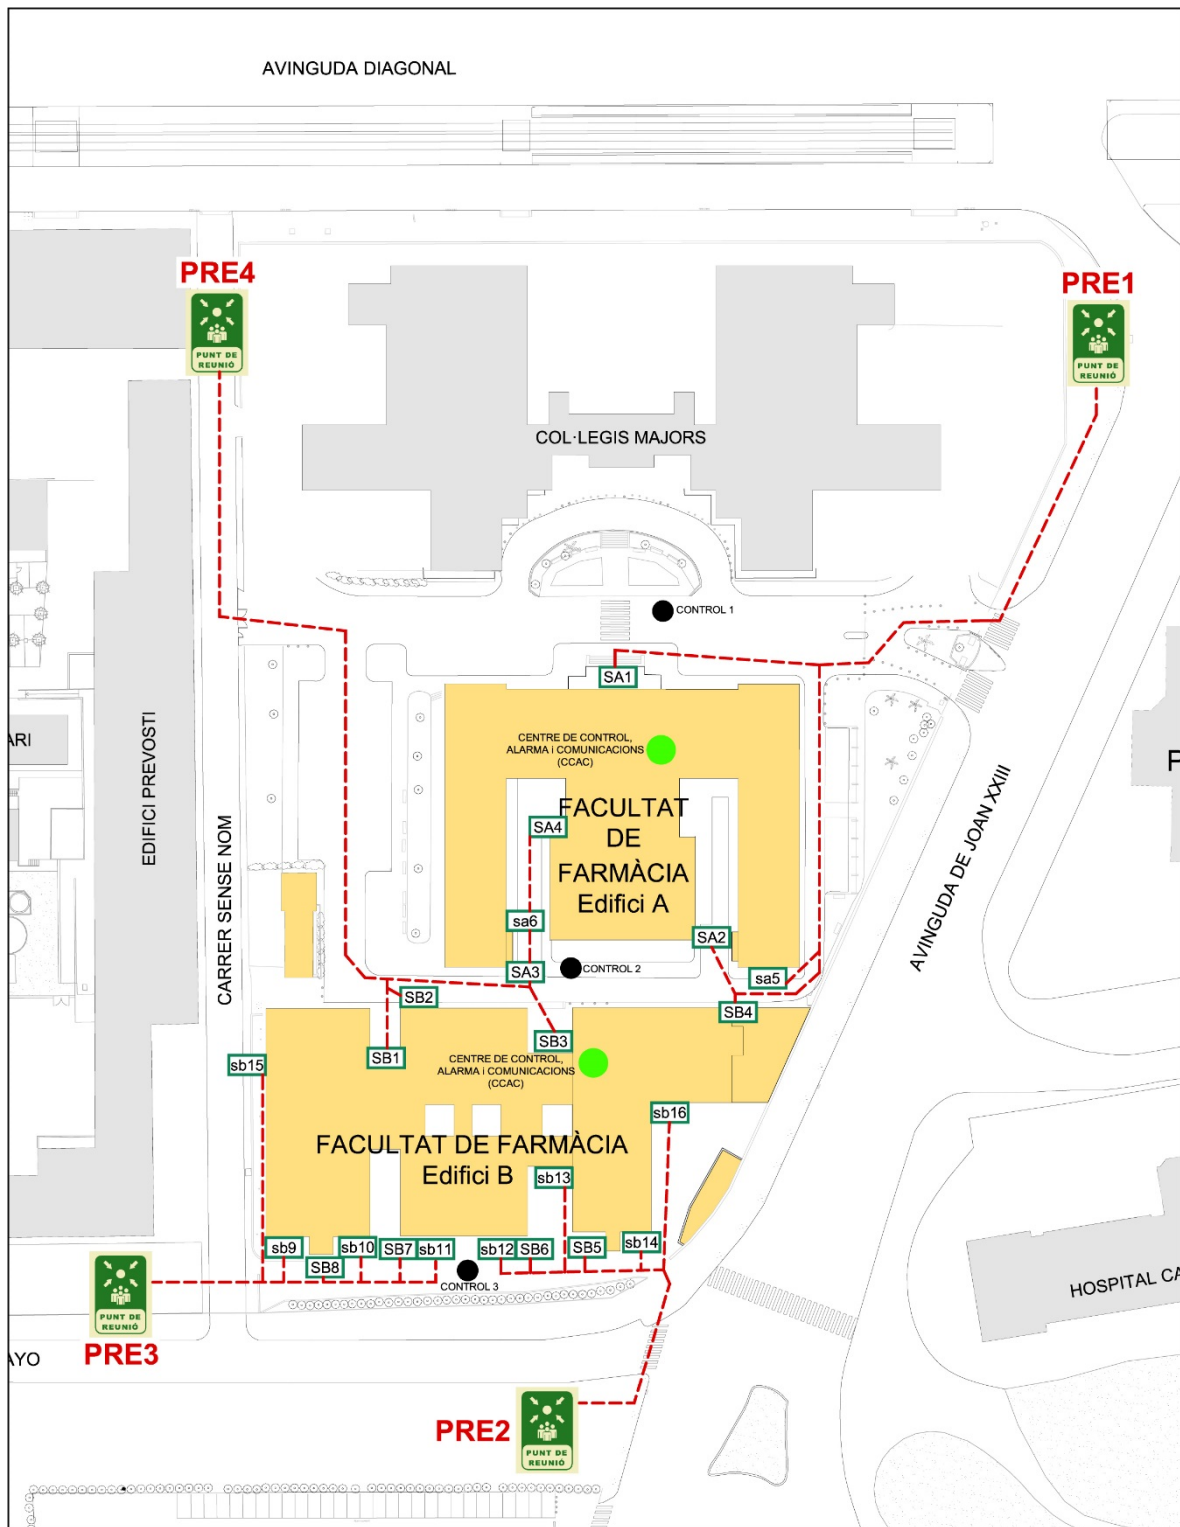 AVINGUDA DIAGONAL
PRE4
PRE1
PUNT DE
REUNIÓ
PUNT DE
REUNIÓ
COL·LEGIS MAJORS
CONTROL 1
SA1
EDIFICI PREVOSTI
CARRER SENSE NOM
ARI
P
CENTRE DE CONTROL,
ALARMA i COMUNICACIONS
(CCAC)
FACULTAT
DE
FARMÀCIA
Edifici A
SA4
sa6
SA3
CONTROL 2
SA2
sa5
SB4
AVINGUDA DE JOAN XXIII
SB2
SB1
SB3
sb15
CENTRE DE CONTROL,
ALARMA i COMUNICACIONS
(CCAC)
sb16
FACULTAT DE FARMÀCIA
Edifici B
sb13
sb9
SB8
sb10
SB7
sb11
sb12
SB6
SB5
sb14
CONTROL 3
HOSPITAL CA
PUNT DE
REUNIÓ
PRE3
AYO
PRE2
PUNT DE
REUNIÓ